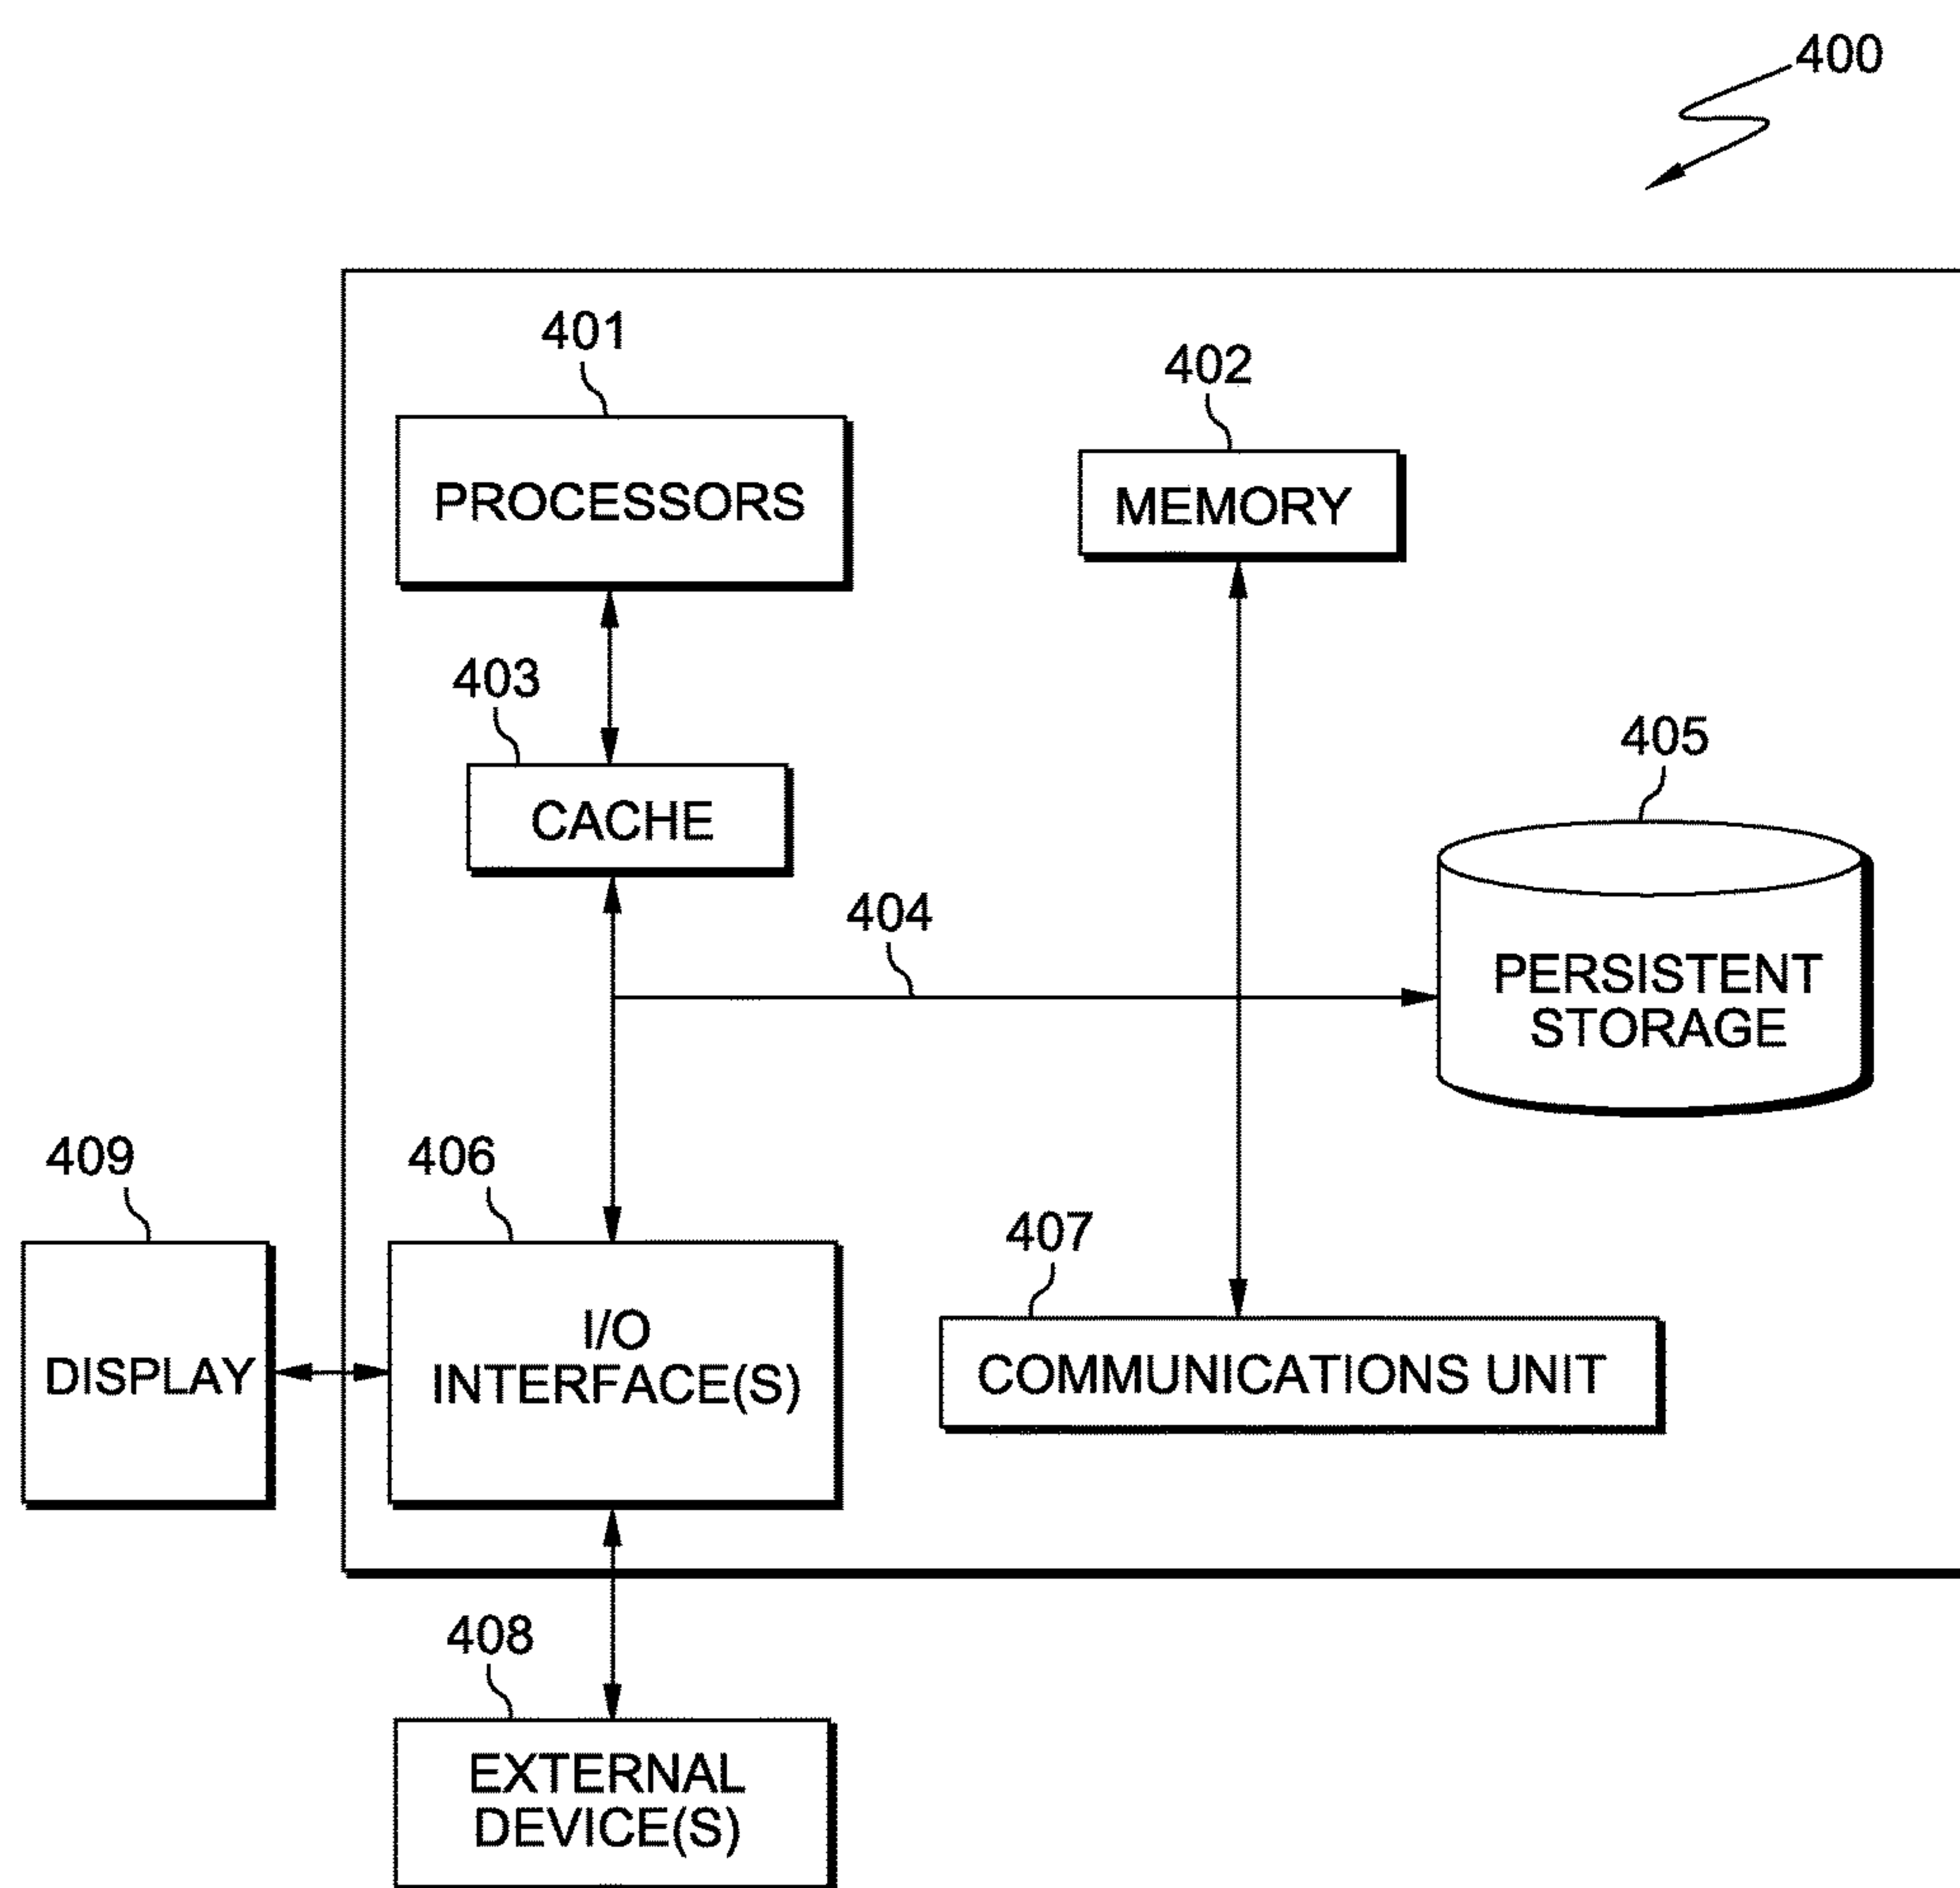 400
401
PROCESSORS
402
MEMORY
403
CACHE
404
405
PERSISTENT
STORAGE
409
DISPLAY
406
I/O
INTERFACE(S)
407
COMMUNICATIONS UNIT
408
EXTERNAL
DEVICE(S)